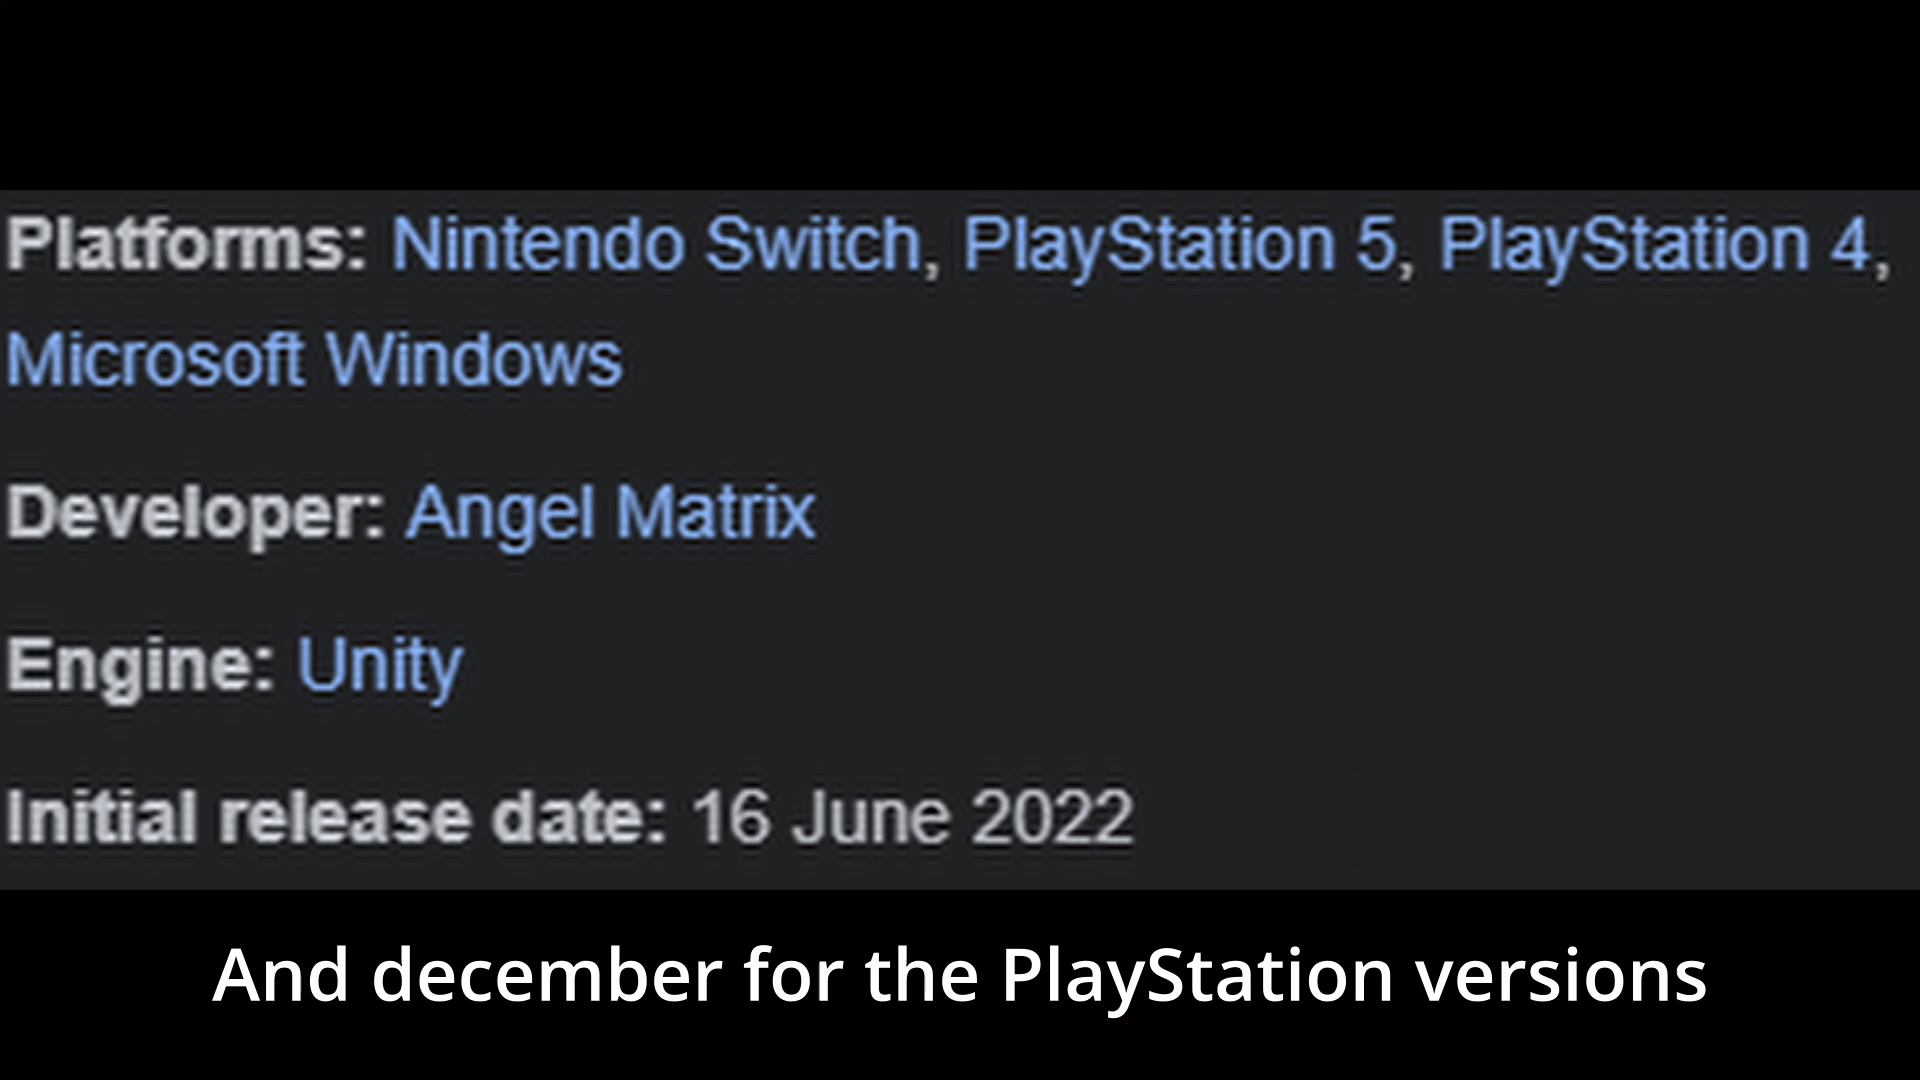 Platforms: Nintendo Switch, PlayStation 5, PlayStation 4,
Microsoft Windows
Developer: Angel Matrix
Engine: Unity
Initial release date: 16 June 2022
And december for the PlayStation versions